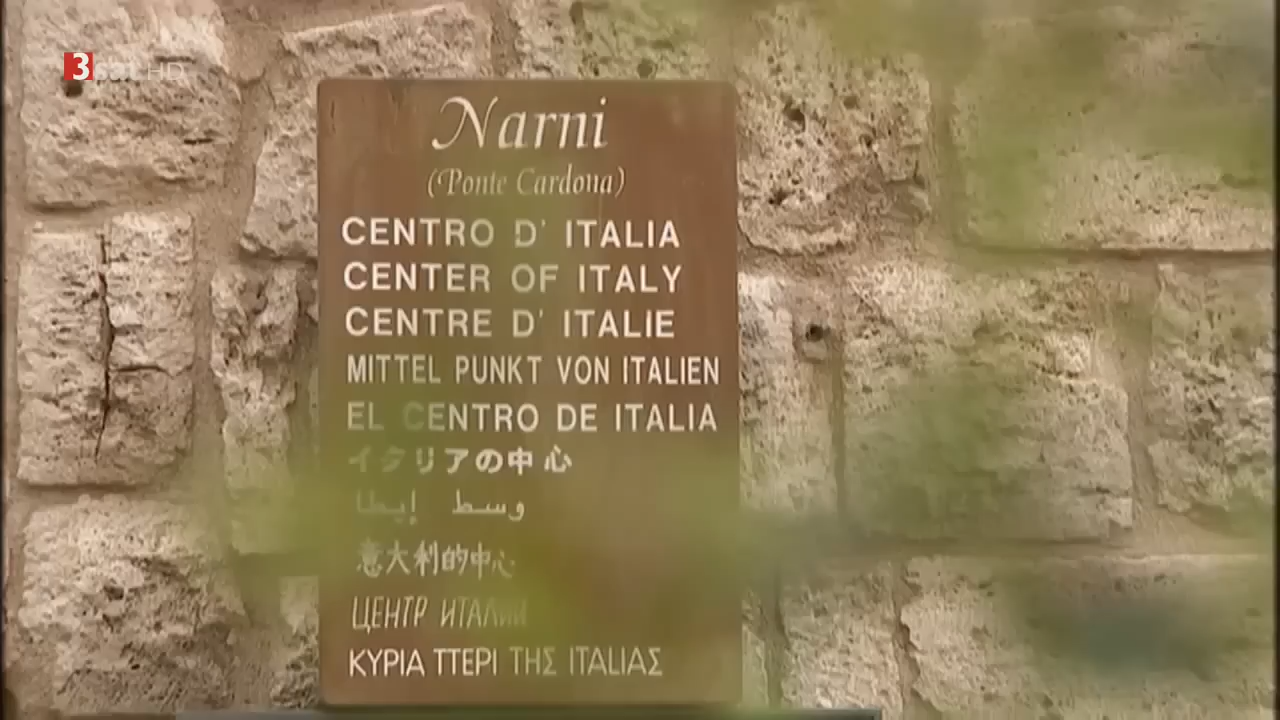 3sat HD
Narni
(Ponte Cardona)
CENTRO D' ITALIA
CENTER OF ITALY
CENTRE D' ITALIE
MITTEL PUNKT VON ITALIEN
EL CENTRO DE ITALIA
イタリアの中心
وسط إيطا
意大利的中心
ЦЕНТР ИТАЛИИ
ΚΥΡΙΑ ΠΕΡΙ ΤΗΣ ITALIAΣ